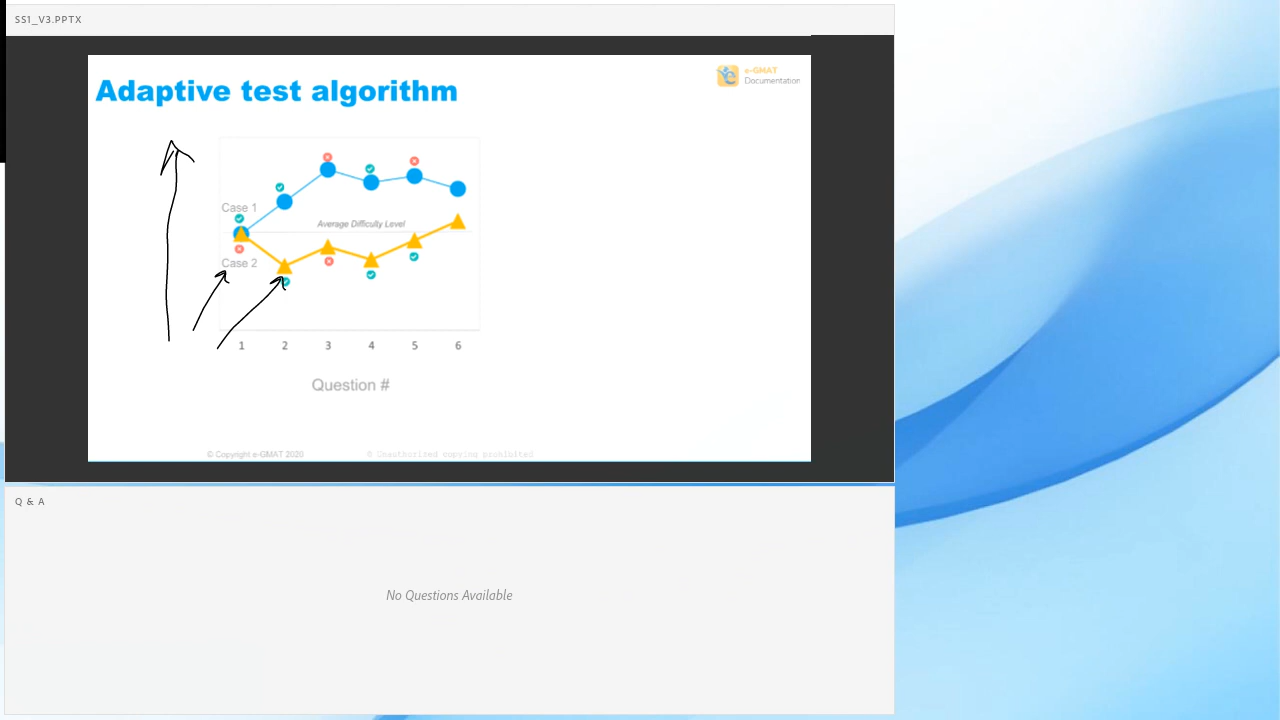 SS1_V3.PPTX
Adaptive test algorithm
e-GMAT
Documentation
Case 1
Average Difficulty Level
Case 2
1 2 3 4 5 6
Question #
© Copyright e-GMAT 2020 © Unauthorized copying prohibited
Q & A
No Questions Available